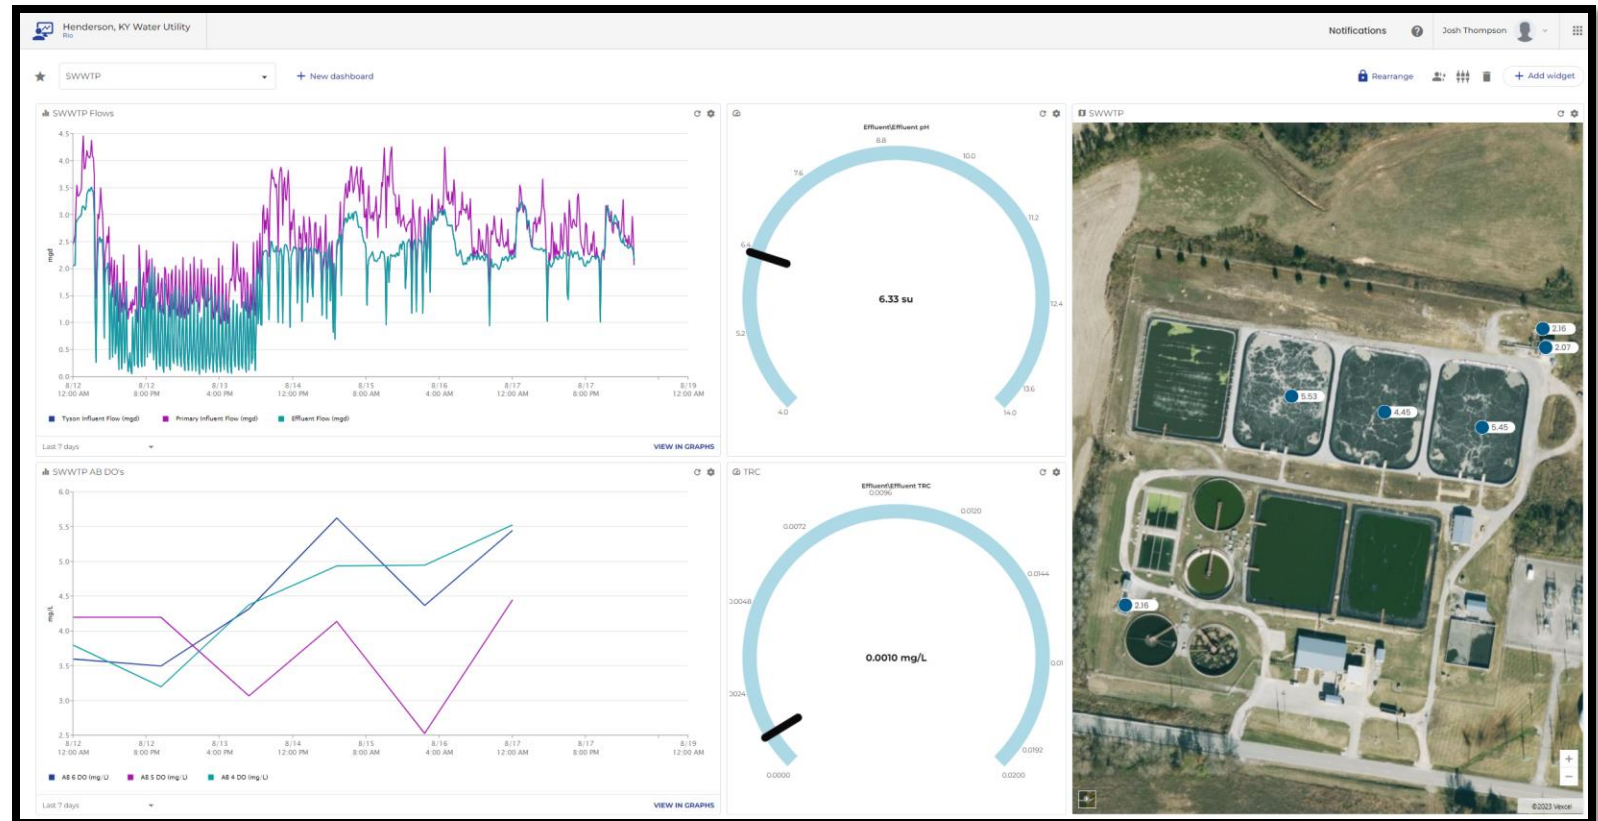 Henderson, KY Water Utility
Rio
Notifications
Josh Thompson
SWWTP
+ New dashboard
Rearrange
+ Add widget
SWWTP Flows
4.5
4.0
3.5
3.0
2.5
2.0
1.5
1.0
0.5
0.0
mgd
8/12 8/12 8/13 8/14 8/15 8/16 8/17 8/17 8/19
12:00 AM 8:00 PM 4:00 PM 12:00 PM 8:00 AM 4:00 AM 12:00 AM 8:00 PM 12:00 AM
Tyson Influent Flow (mgd) Primary Influent Flow (mgd) Effluent Flow (mgd)
Last 7 days
VIEW IN GRAPHS
Effluent\Effluent pH
8.8
7.6
10.0
6.4
11.2
5.2
12.4
13.6
4.0
14.0
6.33 su
SWWTP
2.16
2.07
5.53
4.45
5.45
2.16
+
−
©2023 Vexcel
SWWTP AB DO's
6.0
5.5
5.0
4.5
4.0
3.5
3.0
2.5
mg/L
8/12 8/12 8/13 8/14 8/15 8/16 8/17 8/17 8/19
12:00 AM 8:00 PM 4:00 PM 12:00 PM 8:00 AM 4:00 AM 12:00 AM 8:00 PM 12:00 AM
AB 6 DO (mg/L) AB 5 DO (mg/L) AB 4 DO (mg/L)
Last 7 days
VIEW IN GRAPHS
TRC
Effluent\Effluent TRC
0.0096
0.0072
0.0120
0.0048
0.0144
0024
0.01
0.0192
0.0000
0.0200
0.0010 mg/L